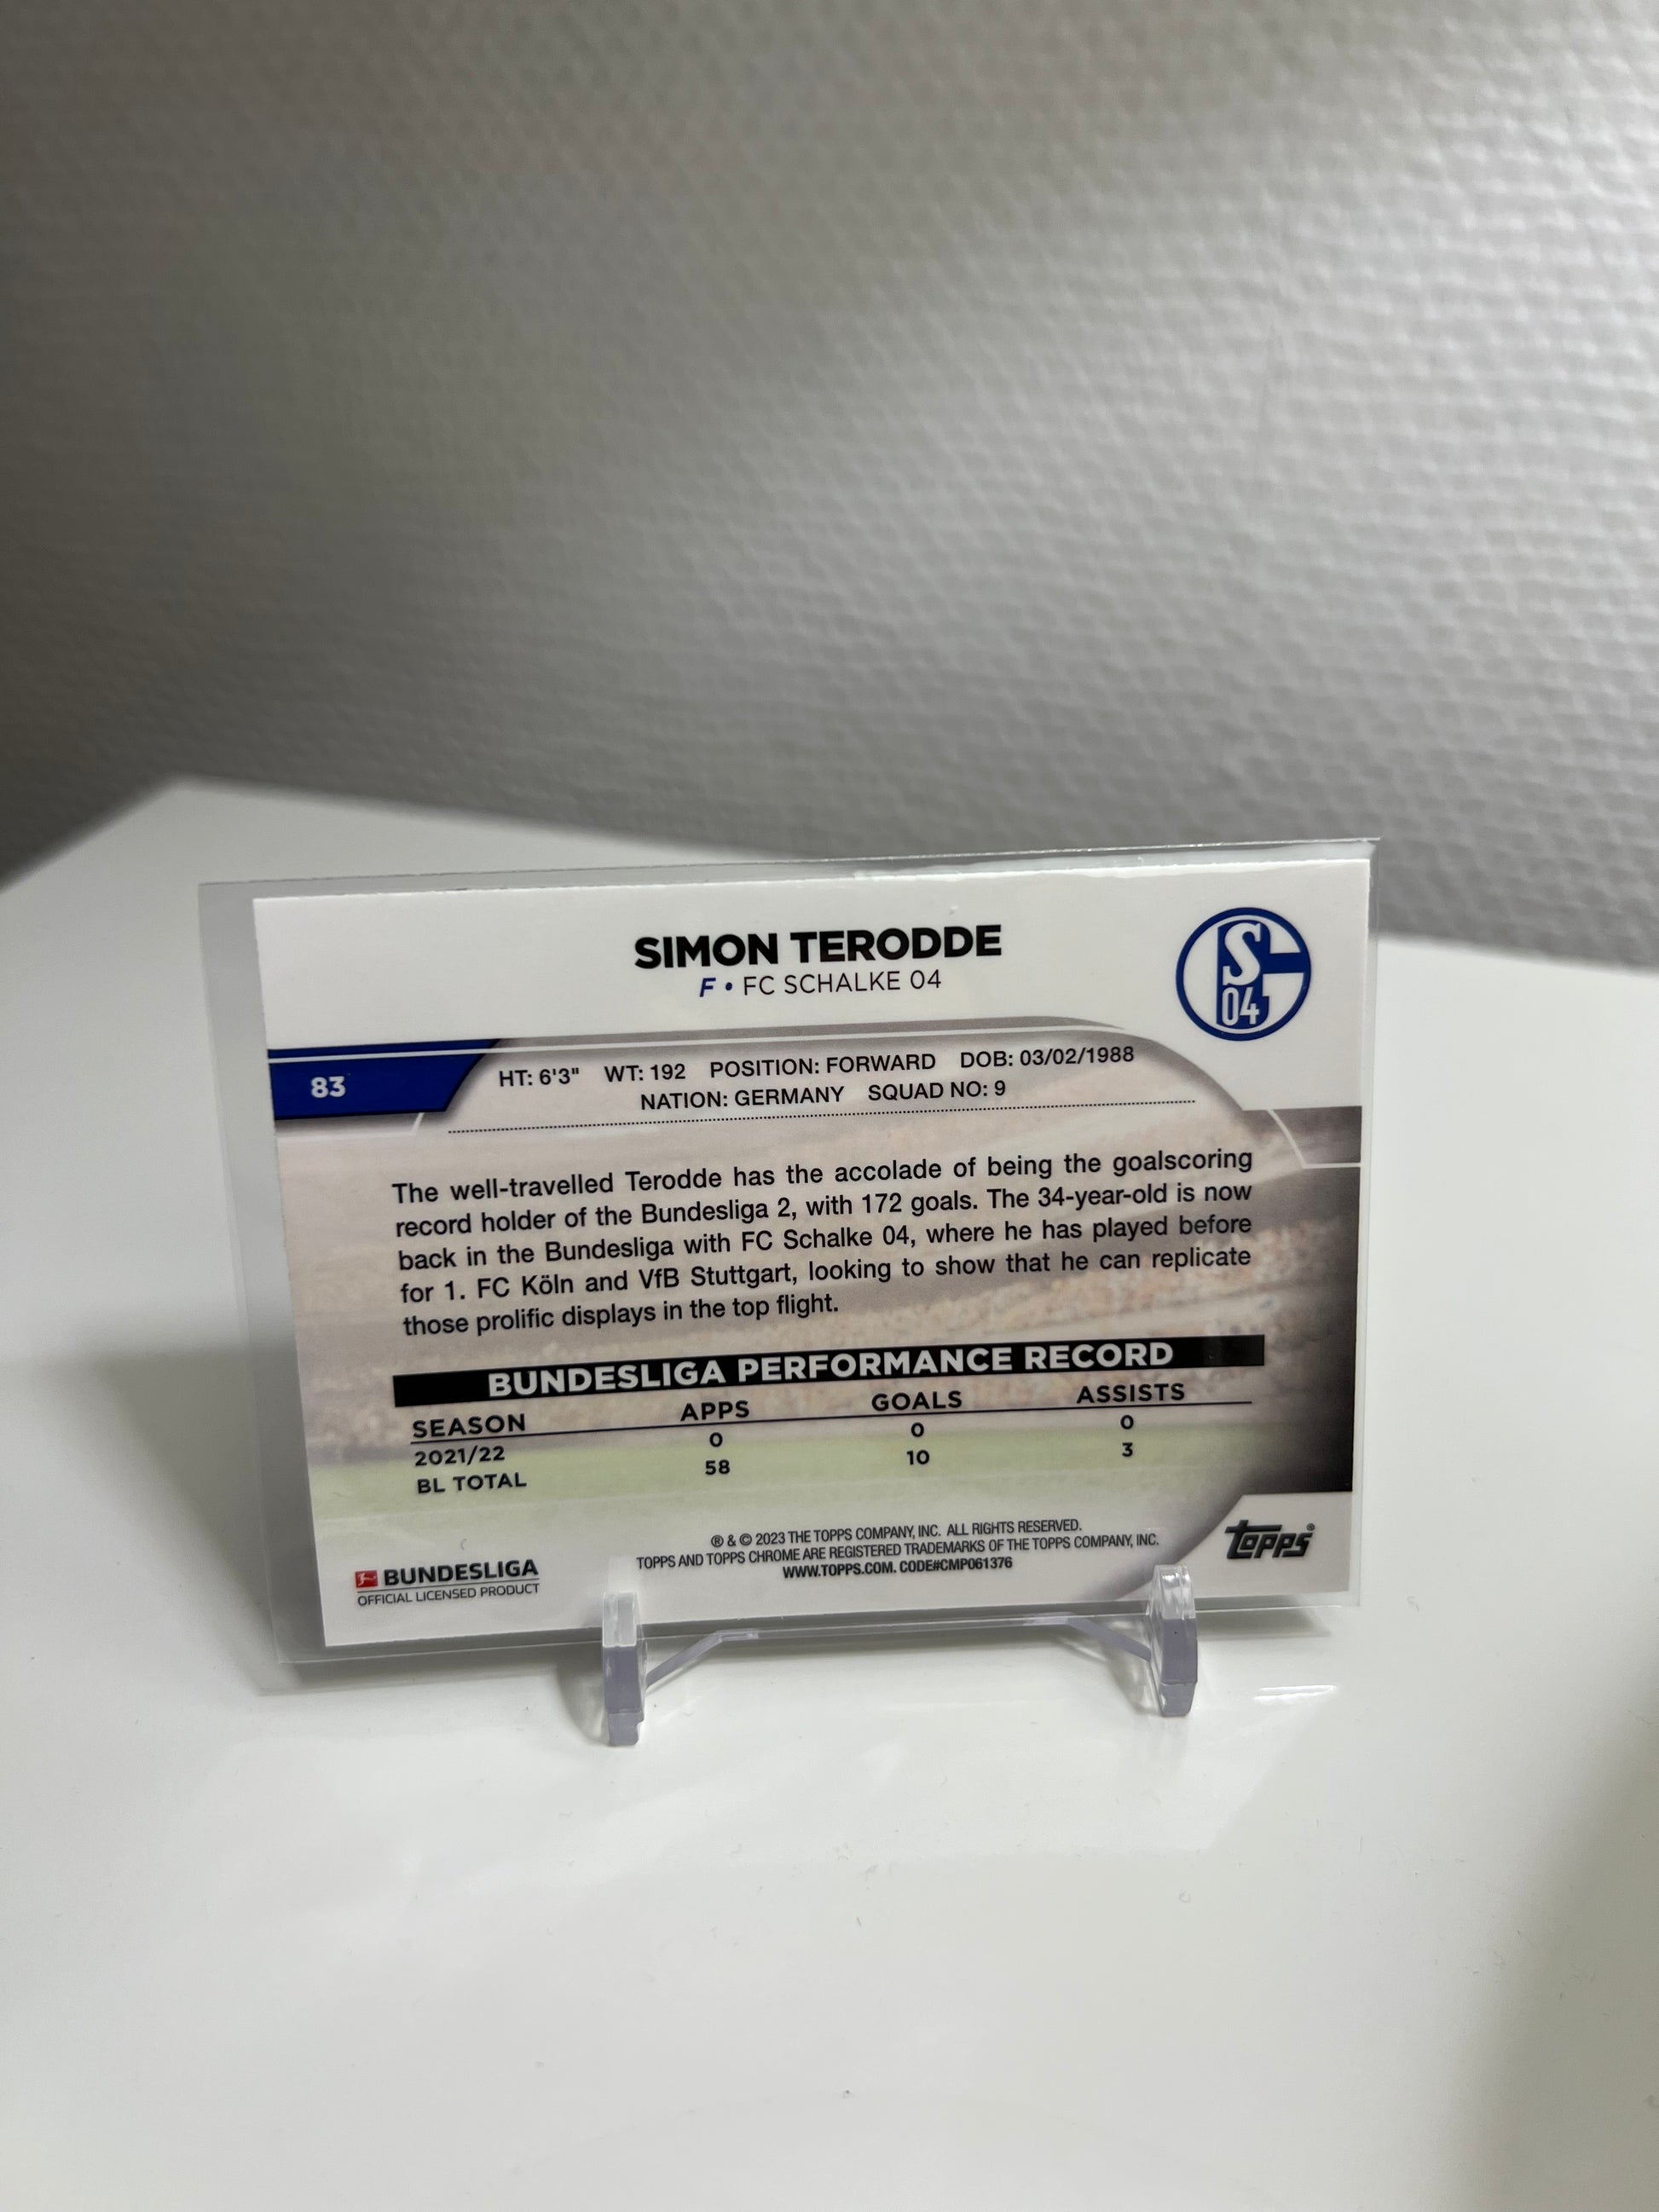 SIMON TERODDE
F • FC SCHALKE 04
S
04
83
HT: 6'3" WT: 192 POSITION: FORWARD DOB: 03/02/1988
NATION: GERMANY SQUAD NO: 9
The well-travelled Terodde has the accolade of being the goalscoring
record holder of the Bundesliga 2, with 172 goals. The 34-year-old is now
back in the Bundesliga with FC Schalke 04, where he has played before
for 1. FC Köln and VfB Stuttgart, looking to show that he can replicate
those prolific displays in the top flight.
BUNDESLIGA PERFORMANCE RECORD
SEASON APPS GOALS ASSISTS
2021/22 0 0 0
BL TOTAL 58 10 3
® & © 2023 THE TOPPS COMPANY, INC. ALL RIGHTS RESERVED.
TOPPS AND TOPPS CHROME ARE REGISTERED TRADEMARKS OF THE TOPPS COMPANY, INC.
WWW.TOPPS.COM. CODE#CMP061376
BUNDESLIGA
OFFICIAL LICENSED PRODUCT
topps®